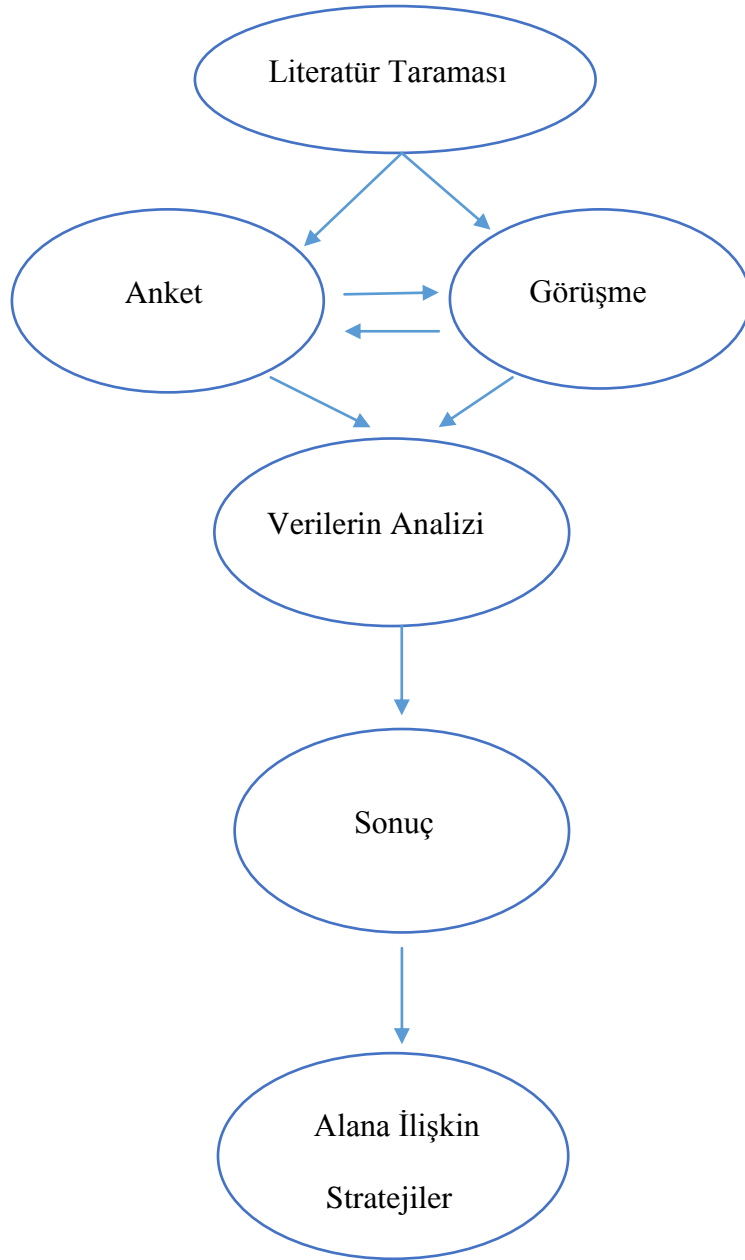 Literatür Taraması
Anket
Görüşme
Verilerin Analizi
Sonuç
Alana İlişkin
Stratejiler